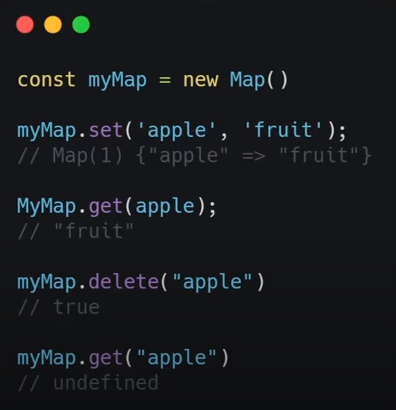 const myMap = new Map()
myMap.set('apple', 'fruit');
// Map(1) {"apple" => "fruit"}
MyMap.get(apple);
// "fruit"
myMap.delete("apple")
// true
myMap.get("apple")
// undefined